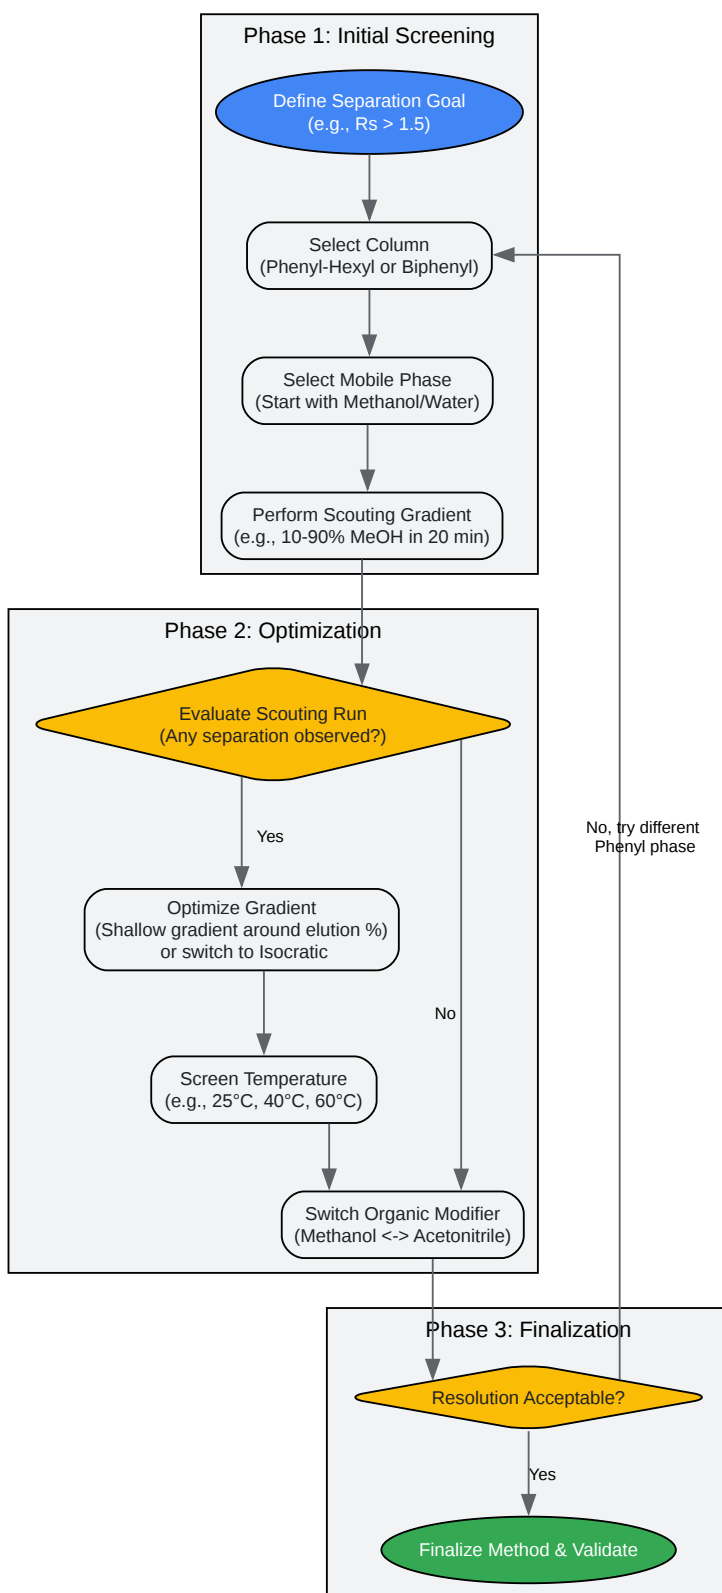 Phase 1: Initial Screening
Define Separation Goal
(e.g., Rs > 1.5)
Select Column
(Phenyl-Hexyl or Biphenyl)
Select Mobile Phase
(Start with Methanol/Water)
Perform Scouting Gradient
(e.g., 10-90% MeOH in 20 min)
Phase 2: Optimization
Evaluate Scouting Run
(Any separation observed?)
Yes
No, try different
Phenyl phase
Optimize Gradient
(Shallow gradient around elution %)
or switch to Isocratic
No
Screen Temperature
(e.g., 25°C, 40°C, 60°C)
Switch Organic Modifier
(Methanol <-> Acetonitrile)
Phase 3: Finalization
Resolution Acceptable?
Yes
Finalize Method & Validate